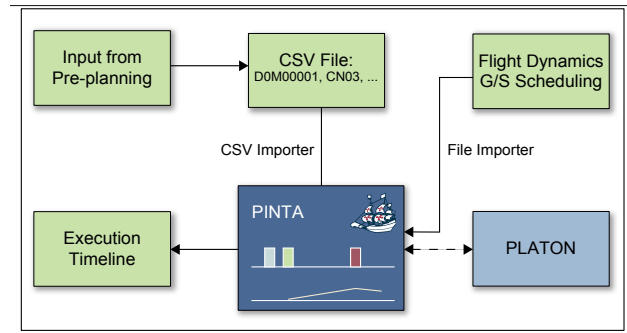 Input from
Pre-planning
CSV File:
D0M00001, CN03, ...
Flight Dynamics
G/S Scheduling
CSV Importer
File Importer
PINTA
Execution
Timeline
PLATON